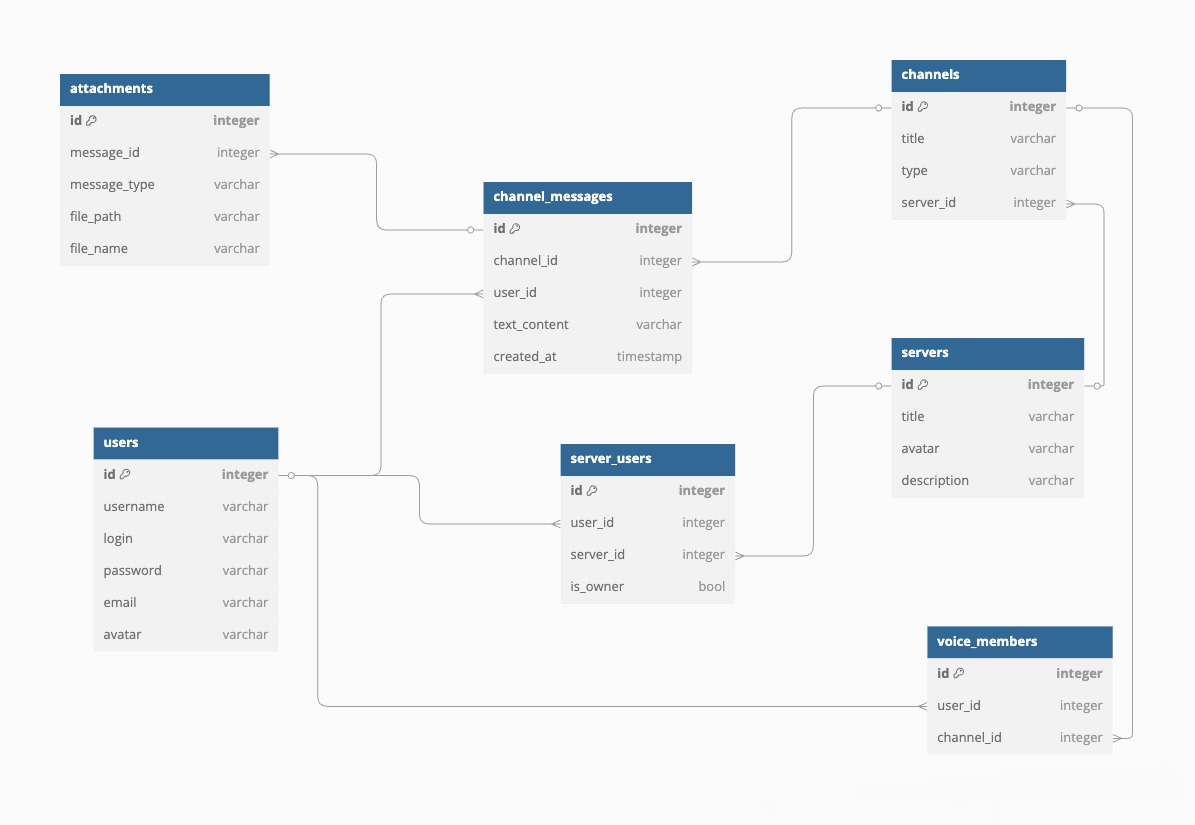 attachments
id integer
message_id integer
message_type varchar
file_path varchar
file_name varchar
channel_messages
id integer
channel_id integer
user_id integer
text_content varchar
created_at timestamp
channels
id integer
title varchar
type varchar
server_id integer
servers
id integer
title varchar
avatar varchar
description varchar
users
id integer
username varchar
login varchar
password varchar
email varchar
avatar varchar
server_users
id integer
user_id integer
server_id integer
is_owner bool
voice_members
id integer
user_id integer
channel_id integer